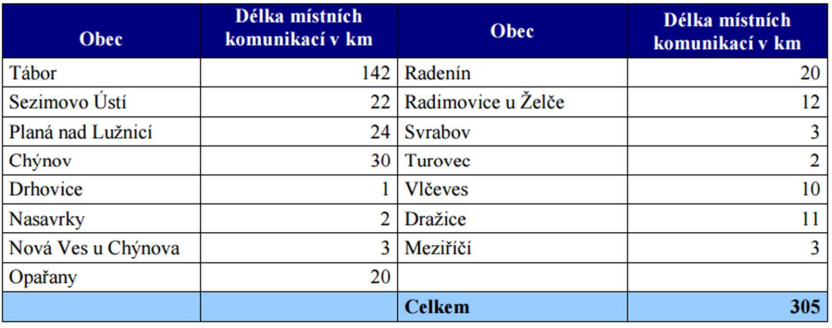 Obec Délka místních komunikací v km Obec Délka místních komunikací v km
Tábor 142 Radenín 20
Sezimovo Ústí 22 Radimovice u Želče 12
Planá nad Lužnicí 24 Svrabov 3
Chýnov 30 Turovec 2
Drhovice 1 Vlčeves 10
Nasavrky 2 Dražice 11
Nová Ves u Chýnova 3 Meziříčí 3
Opařany 20
Celkem 305